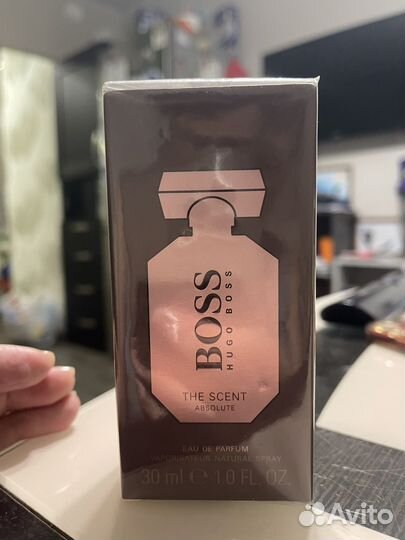 BOSS
HUGO BOSS
THE SCENT
ABSOLUTE
EAU DE PARFUM
VAPORISATEUR NATURAL SPRAY
30 ml ℮ 1.0 FL. OZ.
Avito